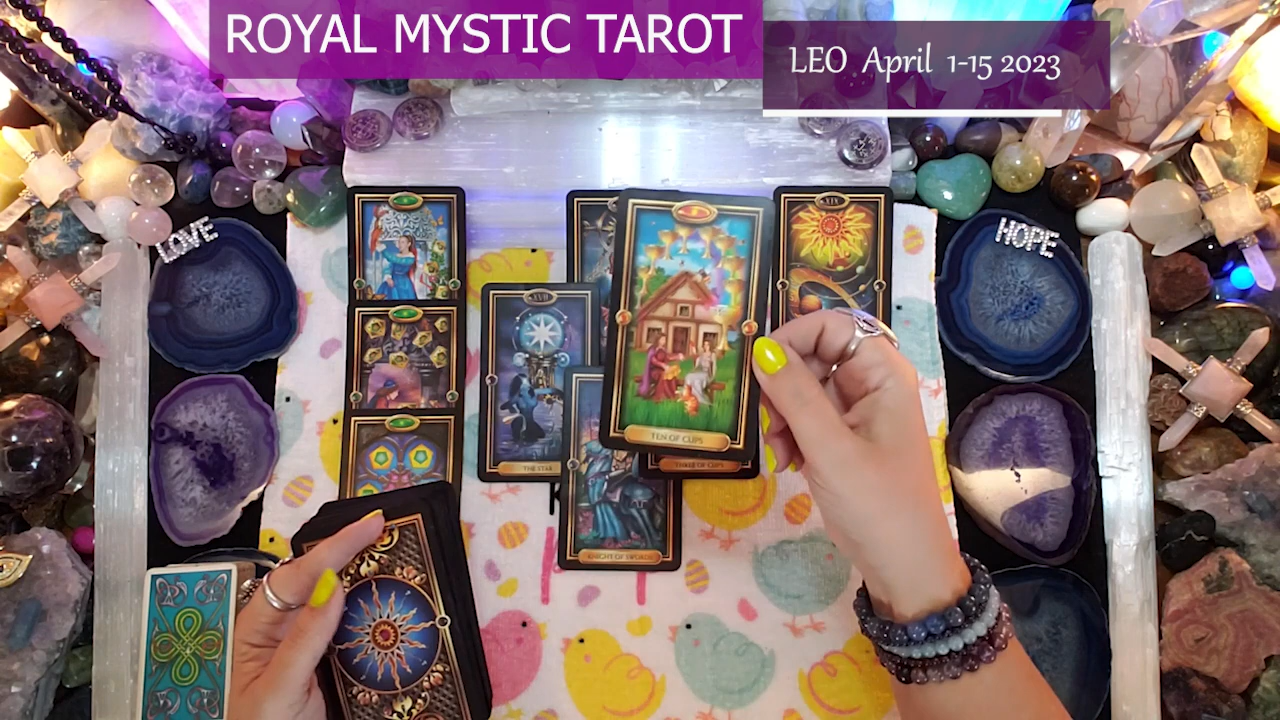 ROYAL MYSTIC TAROT
LEO April 1-15 2023
LOVE
HOPE
XIV
XVII
TEN OF CUPS
THE STAR
THREE OF CUPS
KNIGHT OF SWORDS